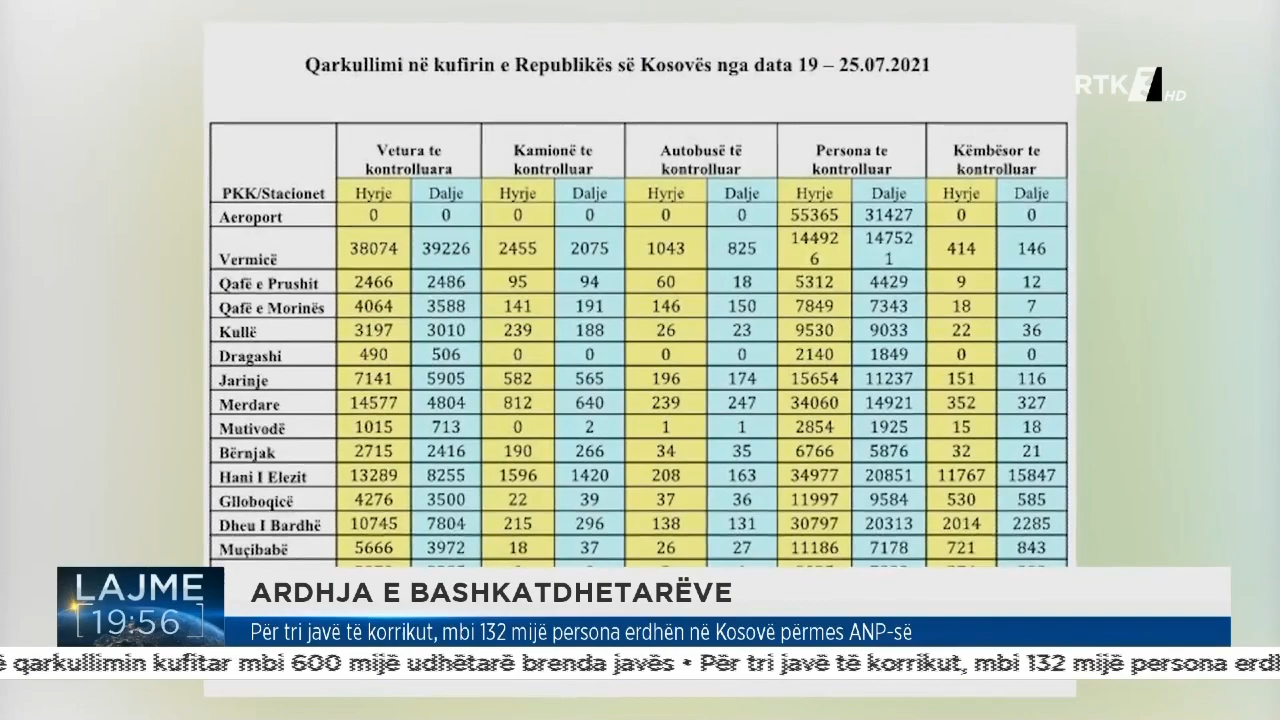 Qarkullimi në kufirin e Republikës së Kosovës nga data 19 – 25.07.2021
RTK 3 HD
PKK/Stacionet Vetura te kontrolluara Kamionë te kontrolluar Autobusë të kontrolluar Persona te kontrolluar Këmbësor te kontrolluar
Hyrje Dalje Hyrje Dalje Hyrje Dalje Hyrje Dalje Hyrje Dalje
Aeroport 0 0 0 0 0 0 55365 31427 0 0
Vermicë 38074 39226 2455 2075 1043 825 144926 147521 414 146
Qafë e Prushit 2466 2486 95 94 60 18 5312 4429 9 12
Qafë e Morinës 4064 3588 141 191 146 150 7849 7343 18 7
Kullë 3197 3010 239 188 26 23 9530 9033 22 36
Dragashi 490 506 0 0 0 0 2140 1849 0 0
Jarinje 7141 5905 582 565 196 174 15654 11237 151 116
Merdare 14577 4804 812 640 239 247 34060 14921 352 327
Mutivodë 1015 713 0 2 1 1 2854 1925 15 18
Bërnjak 2715 2416 190 266 34 35 6766 5876 32 21
Hani I Elezit 13289 8255 1596 1420 208 163 34977 20851 11767 15847
Glloboqicë 4276 3500 22 39 37 36 11997 9584 530 585
Dheu I Bardhë 10745 7804 215 296 138 131 30797 20313 2014 2285
Muçibabë 5666 3972 18 37 26 27 11186 7178 721 843
LAJME
19:56
ARDHJA E BASHKATDHETARËVE
Për tri javë të korrikut, mbi 132 mijë persona erdhën në Kosovë përmes ANP-së
ë qarkullimin kufitar mbi 600 mijë udhëtarë brenda javës • Për tri javë të korrikut, mbi 132 mijë persona erdh